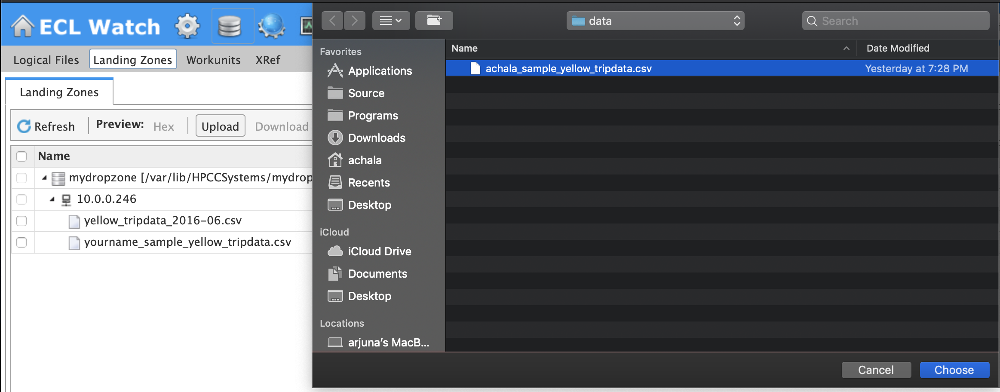 ECL Watch
Logical Files
Landing Zones
Workunits
XRef
Landing Zones
Refresh
Preview:
Hex
Upload
Download
Name
mydropzone [/var/lib/HPCCSystems/mydrop
10.0.0.246
yellow_tripdata_2016-06.csv
yourname_sample_yellow_tripdata.csv
data
Search
Favorites
Applications
Source
Programs
Downloads
achala
Recents
Desktop
iCloud
iCloud Drive
Documents
Desktop
Locations
arjuna’s MacB...
Name
Date Modified
achala_sample_yellow_tripdata.csv
Yesterday at 7:28 PM
Cancel
Choose